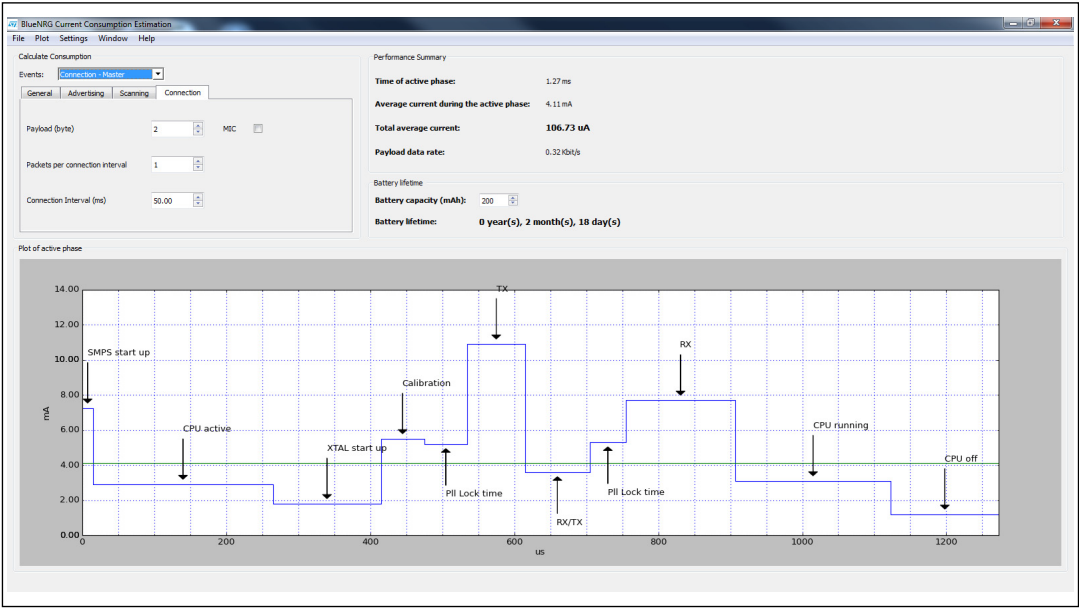 BlueNRG Current Consumption Estimation
File Plot Settings Window Help
Calculate Consumption
Events: Connection - Master
General Advertising Scanning Connection
Payload (byte) 2 MIC
Packets per connection interval 1
Connection Interval (ms) 50.00
Performance Summary
Time of active phase: 1.27 ms
Average current during the active phase: 4.11 mA
Total average current: 106.73 uA
Payload data rate: 0.32 Kbit/s
Battery lifetime
Battery capacity (mAh): 200
Battery lifetime: 0 year(s), 2 month(s), 18 day(s)
Plot of active phase
14.00
12.00
10.00
8.00
6.00
4.00
2.00
0.00
mA
SMPS start up
CPU active
XTAL start up
Calibration
Pll Lock time
TX
RX/TX
Pll Lock time
RX
CPU running
CPU off
0 200 400 600 800 1000 1200
us